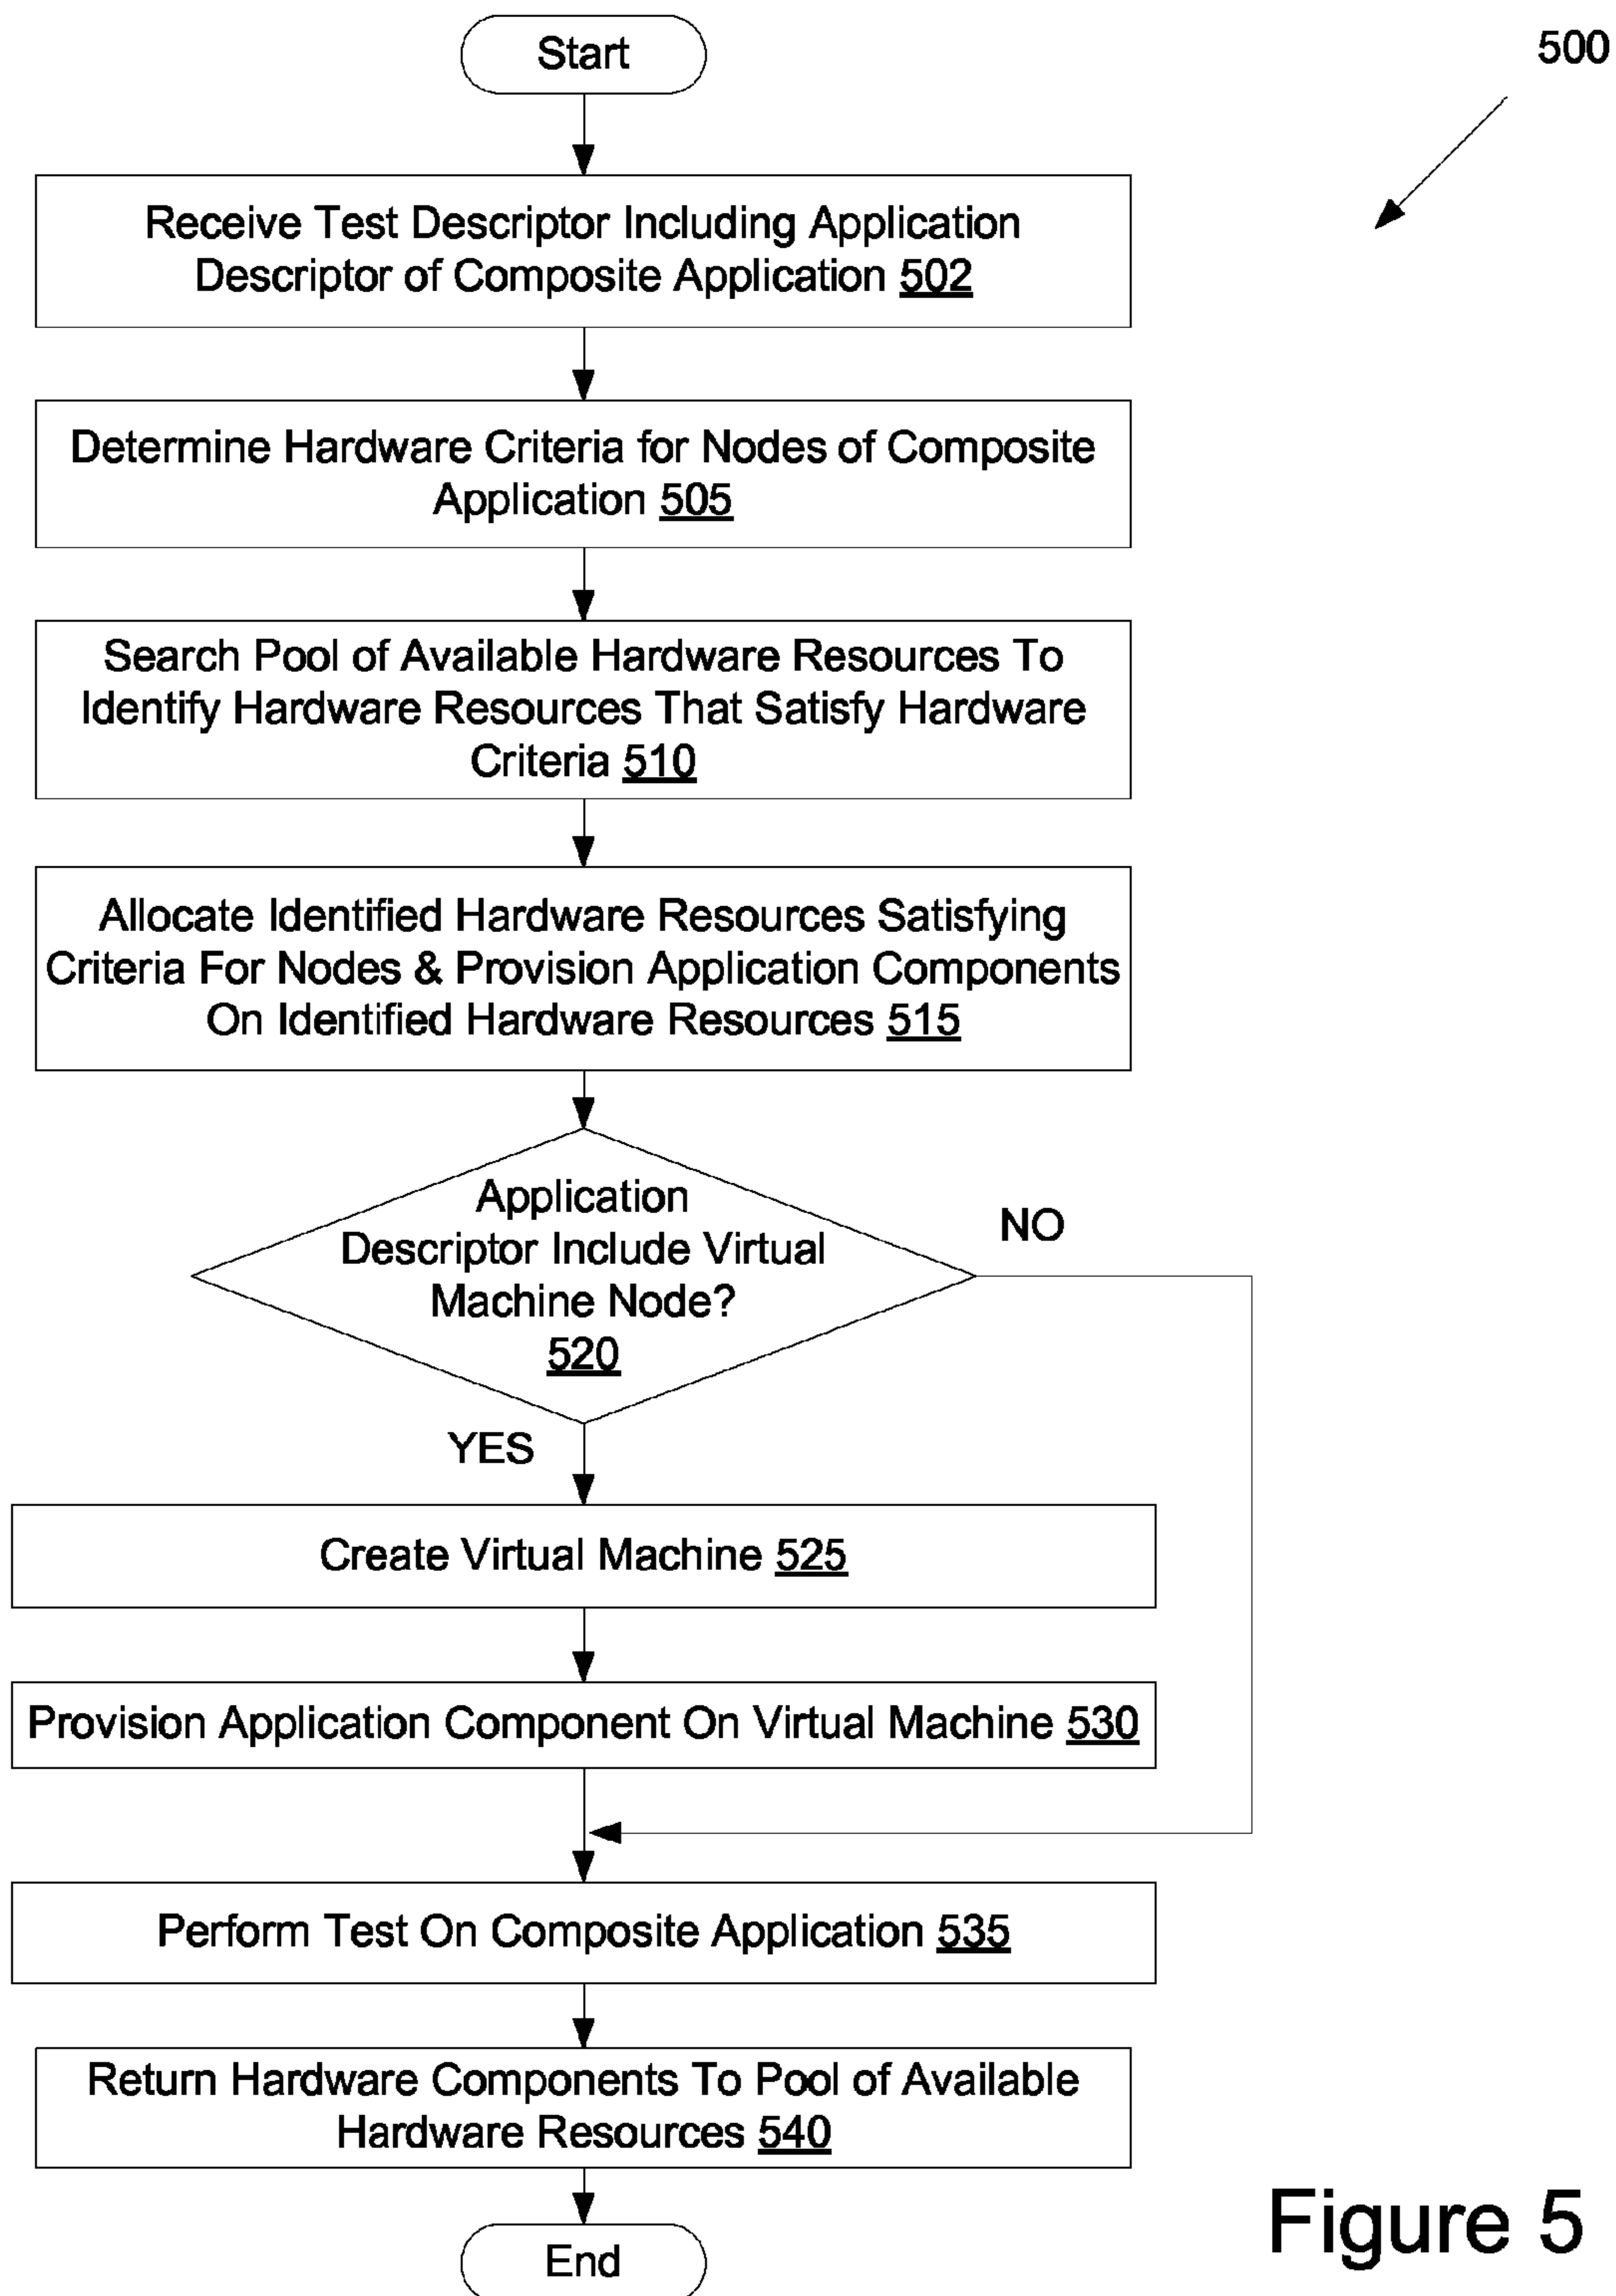 Start
500
Receive Test Descriptor Including Application
Descriptor of Composite Application 502
Determine Hardware Criteria for Nodes of Composite
Application 505
Search Pool of Available Hardware Resources To
Identify Hardware Resources That Satisfy Hardware
Criteria 510
Allocate Identified Hardware Resources Satisfying
Criteria For Nodes & Provision Application Components
On Identified Hardware Resources 515
Application
Descriptor Include Virtual
Machine Node?
520
NO
YES
Create Virtual Machine 525
Provision Application Component On Virtual Machine 530
Perform Test On Composite Application 535
Return Hardware Components To Pool of Available
Hardware Resources 540
End
Figure 5